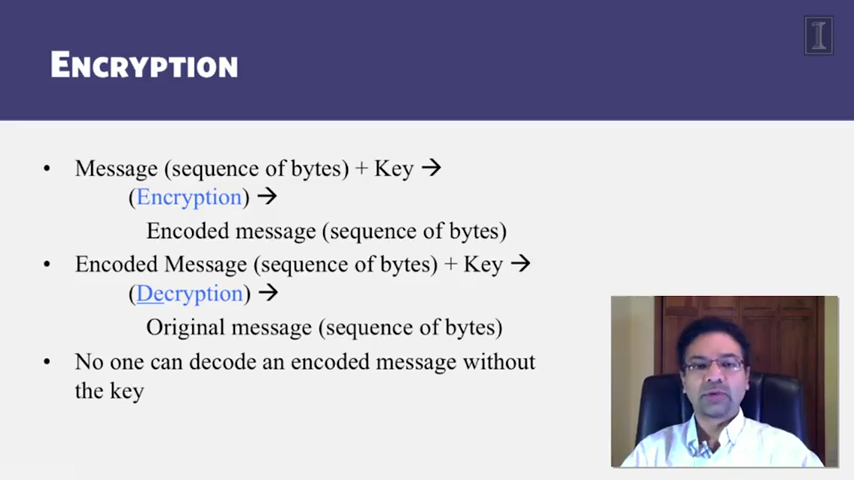 I
ENCRYPTION
• Message (sequence of bytes) + Key →
(Encryption) →
Encoded message (sequence of bytes)
• Encoded Message (sequence of bytes) + Key →
(Decryption) →
Original message (sequence of bytes)
• No one can decode an encoded message without
the key